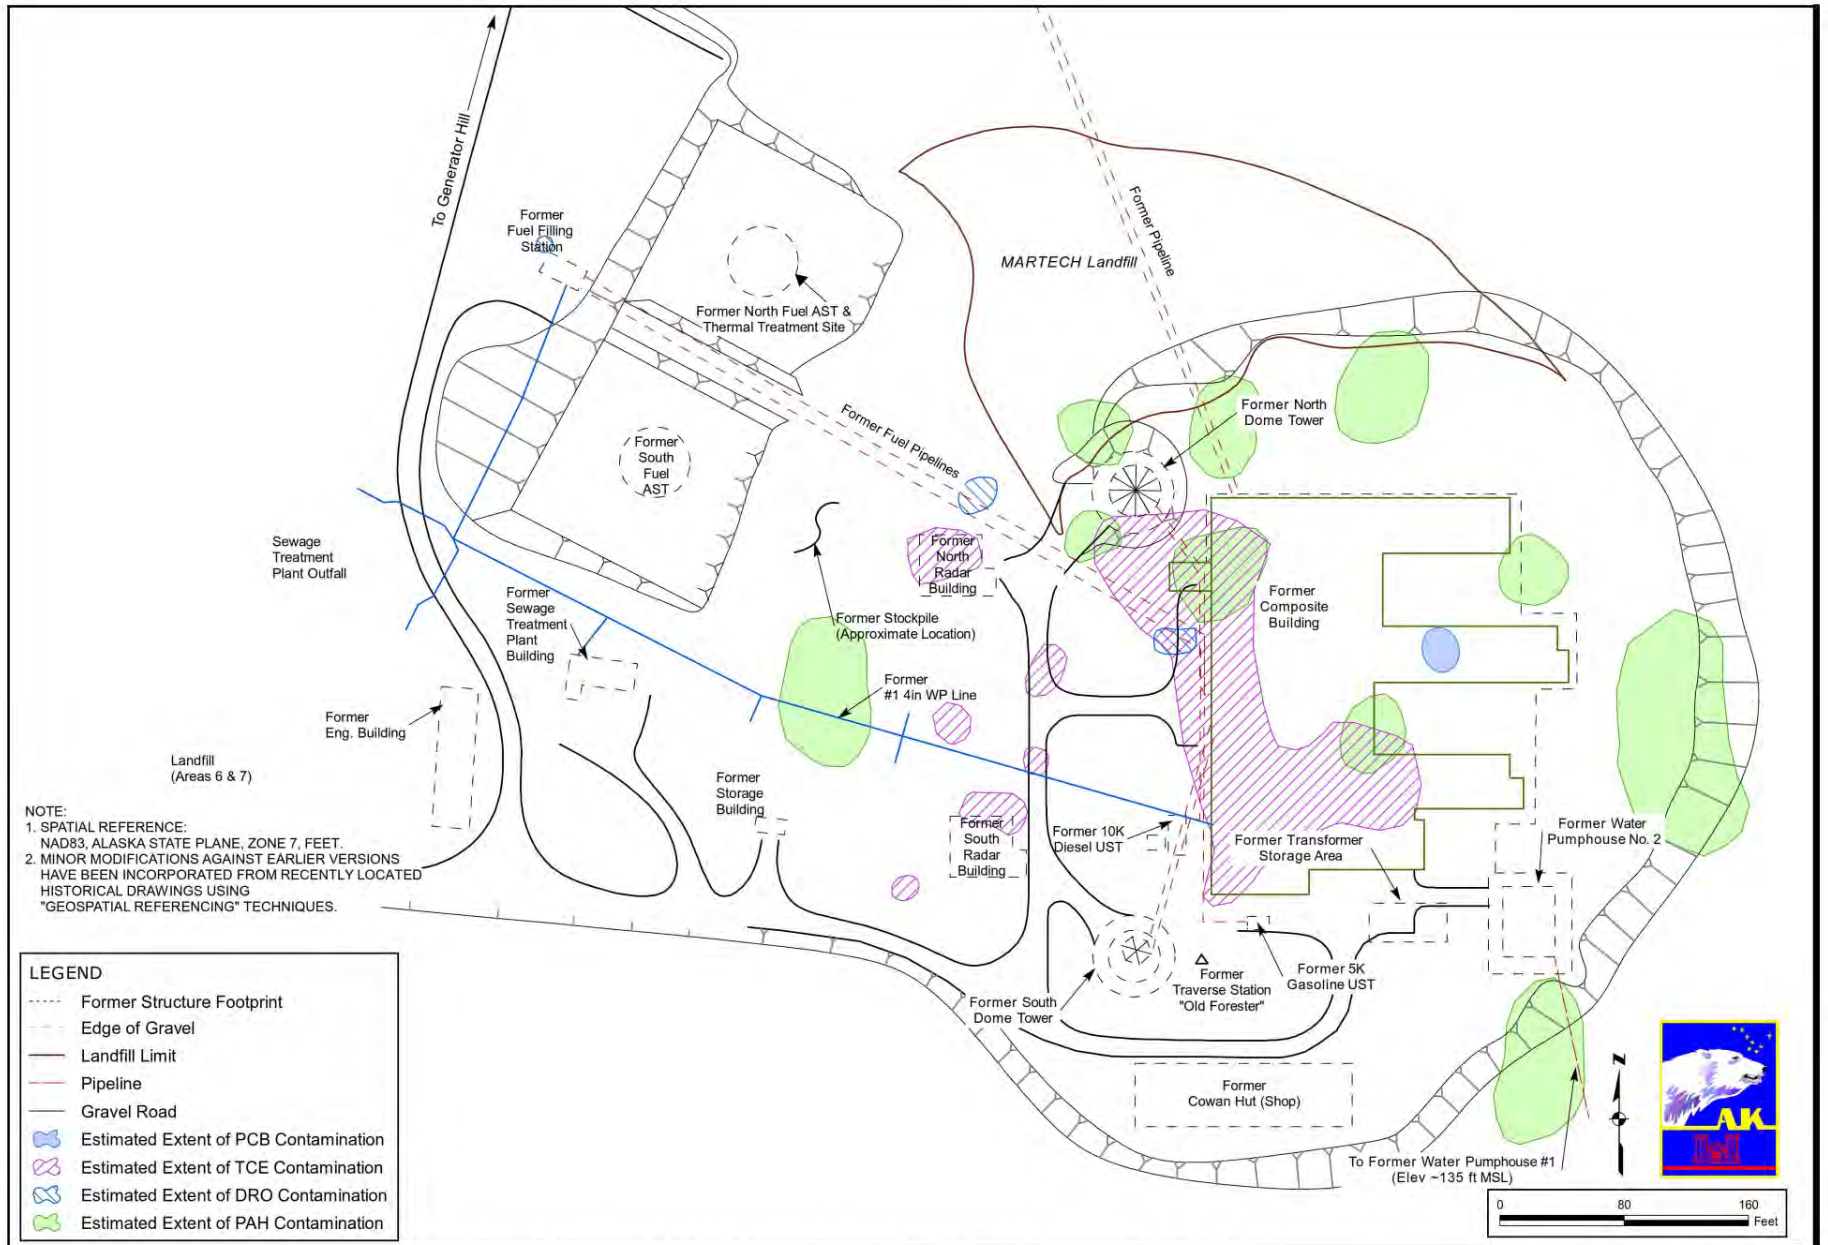 To Generator Hill
Former
Fuel Filling
Station
Former North Fuel AST &
Thermal Treatment Site
MARTECH Landfill
Former Pipeline
Former North
Dome Tower
Former Fuel Pipelines
Former
South
Fuel
AST
Sewage
Treatment
Plant Outfall
Former
Sewage
Treatment
Plant
Building
Former
North
Radar
Building
Former Stockpile
(Approximate Location)
Former
Composite
Building
Former
#1 4in WP Line
Former
Eng. Building
Landfill
(Areas 6 & 7)
Former
Storage
Building
Former
South
Radar
Building
Former 10K
Diesel UST
Former Transformer
Storage Area
Former Water
Pumphouse No. 2
NOTE:
1. SPATIAL REFERENCE:
NAD83, ALASKA STATE PLANE, ZONE 7, FEET.
2. MINOR MODIFICATIONS AGAINST EARLIER VERSIONS
HAVE BEEN INCORPORATED FROM RECENTLY LOCATED
HISTORICAL DRAWINGS USING
"GEOSPATIAL REFERENCING" TECHNIQUES.
Former South
Dome Tower
Former
Traverse Station
"Old Forester"
Former 5K
Gasoline UST
Former
Cowan Hut (Shop)
To Former Water Pumphouse #1
(Elev ~135 ft MSL)
LEGEND
Former Structure Footprint
Edge of Gravel
Landfill Limit
Pipeline
Gravel Road
Estimated Extent of PCB Contamination
Estimated Extent of TCE Contamination
Estimated Extent of DRO Contamination
Estimated Extent of PAH Contamination
N
AK
0 80 160
Feet